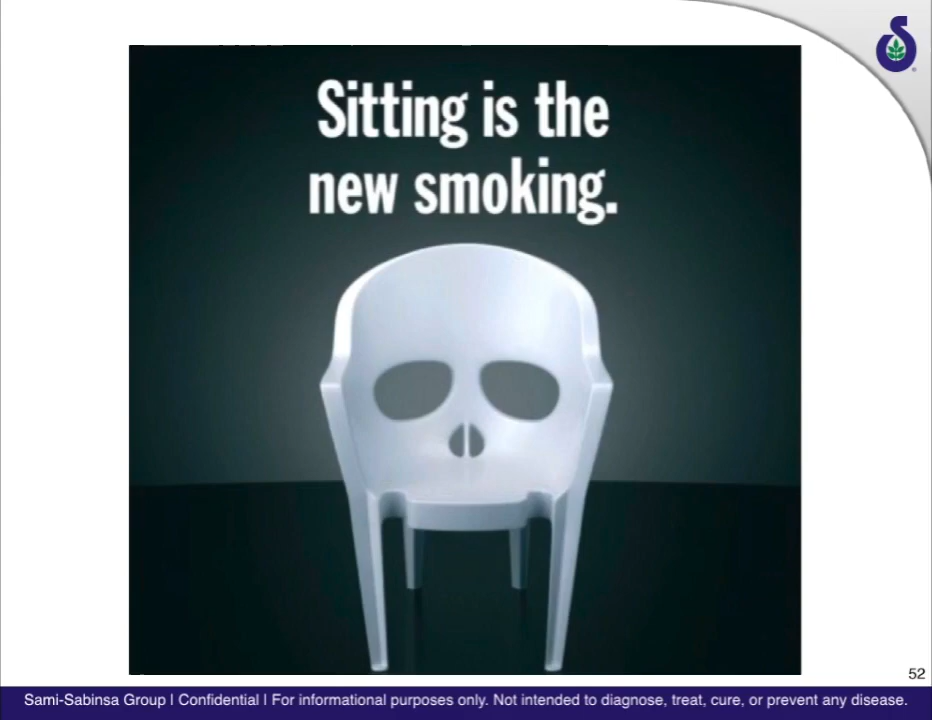 Sitting is the
new smoking.
52
Sami-Sabinsa Group | Confidential | For informational purposes only. Not intended to diagnose, treat, cure, or prevent any disease.